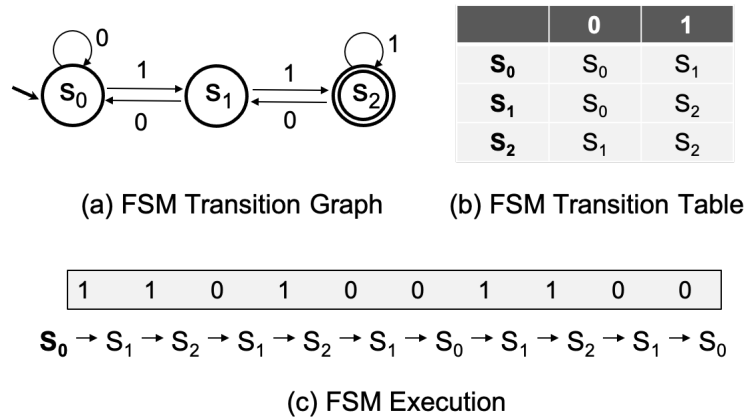 0 1 1 1
S0 S1 S2
0 0
(a) FSM Transition Graph
0 1
S0 S0 S1
S1 S0 S2
S2 S1 S2
(b) FSM Transition Table
1 1 0 1 0 0 1 1 0 0
S0 → S1 → S2 → S1 → S2 → S1 → S0 → S1 → S2 → S1 → S0
(c) FSM Execution